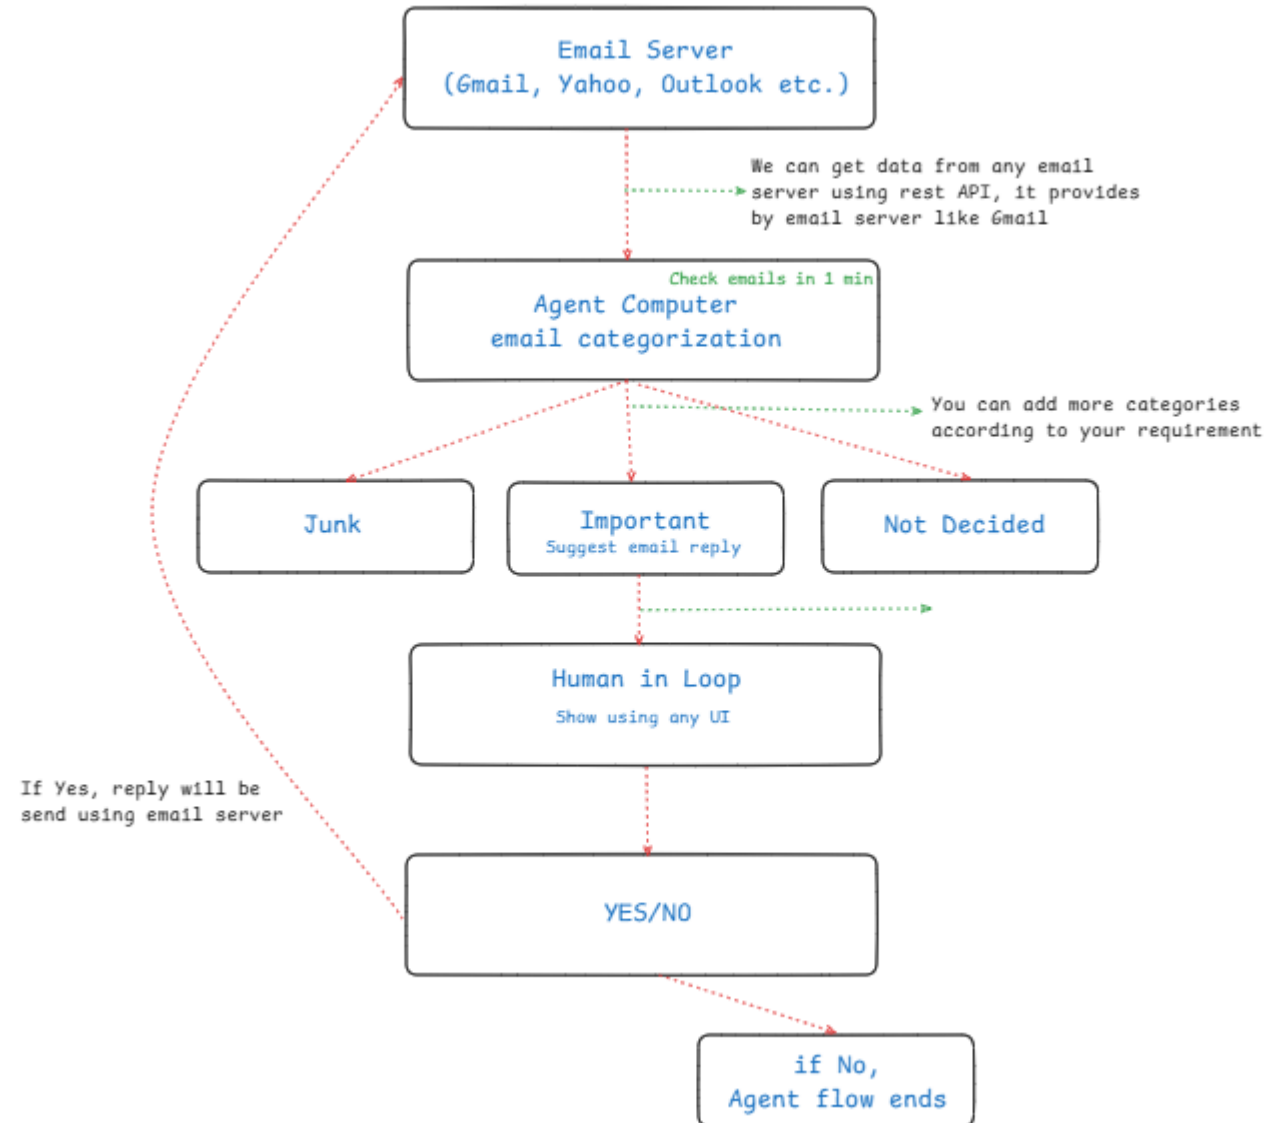 Email Server
(Gmail, Yahoo, Outlook etc.)
We can get data from any email
server using rest API, it provides
by email server like Gmail
Check emails in 1 min
Agent Computer
email categorization
You can add more categories
according to your requirement
Junk
Important
Suggest email reply
Not Decided
Human in Loop
Show using any UI
If Yes, reply will be
send using email server
YES/NO
if No,
Agent flow ends